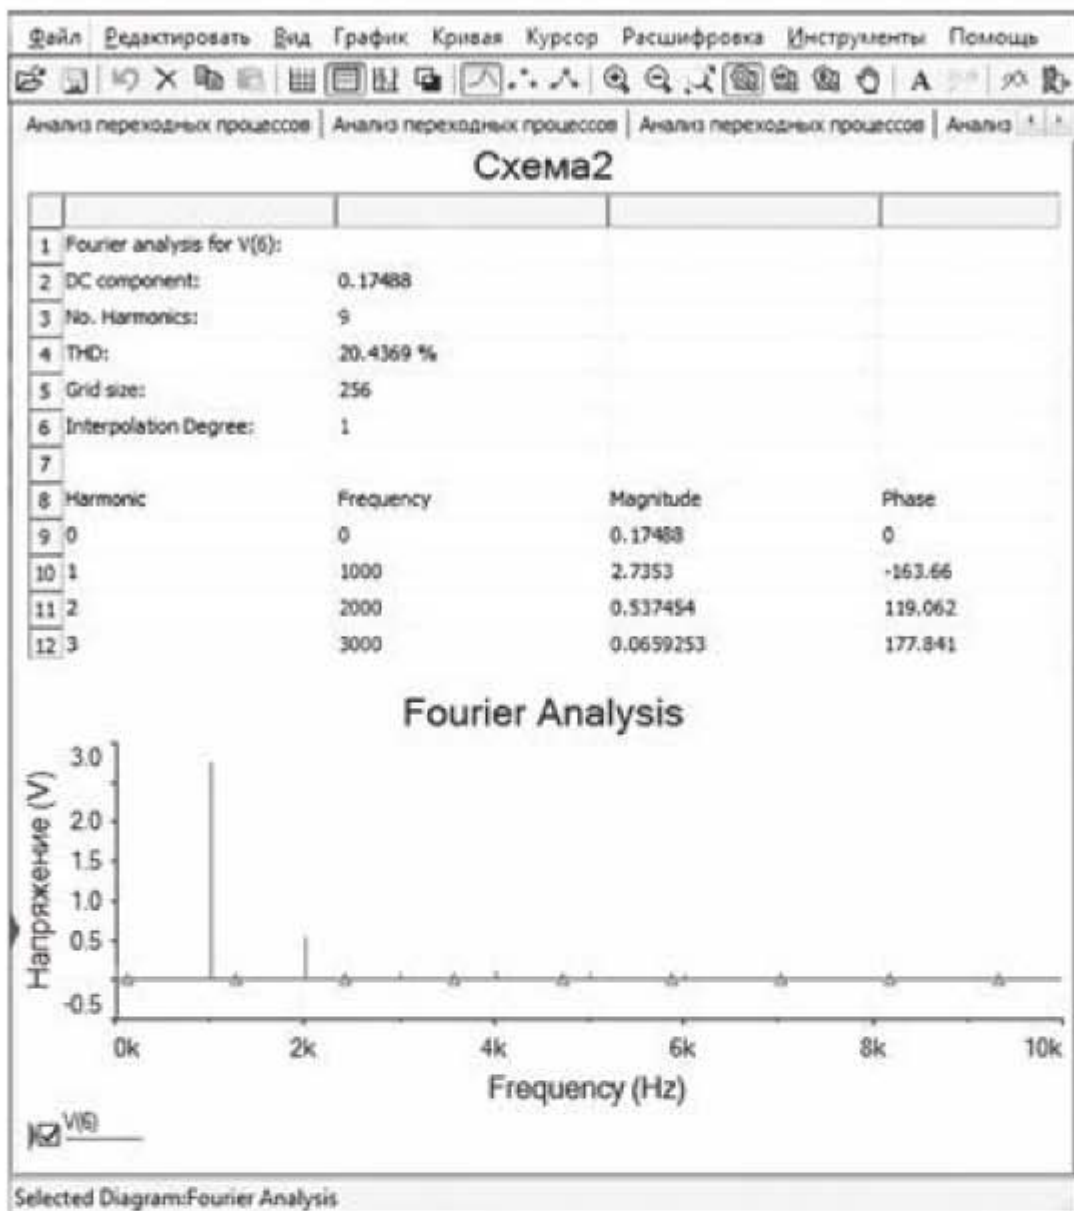 Файл Редактировать Вид График Кривая Курсор Расшифровка Инструменты Помощь
A
Анализ переходных процессов Анализ переходных процессов Анализ переходных процессов Анализ
Схема2
1 Fourier analysis for V(6):
2 DC component: 0.17488
3 No. Harmonics: 9
4 THD: 20.4369 %
5 Grid size: 256
6 Interpolation Degree: 1
7
8 Harmonic Frequency Magnitude Phase
9 0 0 0.17488 0
10 1 1000 2.7353 -163.66
11 2 2000 0.537454 119.062
12 3 3000 0.0659253 177.841
Fourier Analysis
Напряжение (V)
3.0
2.0
1.5
1.0
0.5
-0.5
0k 2k 4k 6k 8k 10k
Frequency (Hz)
V(6)
Selected Diagram:Fourier Analysis